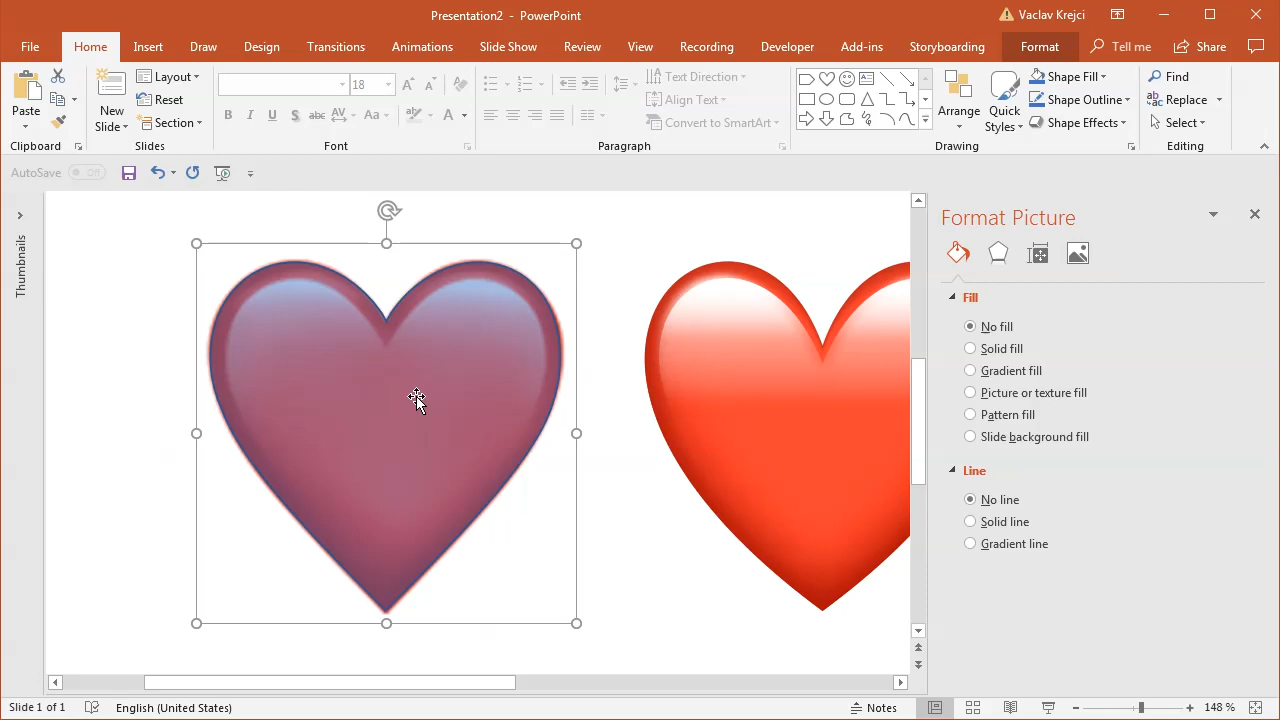 Presentation2 - PowerPoint
Vaclav Krejci
File Home Insert Draw Design Transitions Animations Slide Show Review View Recording Developer Add-ins Storyboarding Format Tell me Share
Paste
Clipboard
New Slide
Layout
Reset
Section
Slides
18
B I U S abc AV Aa A
Font
Text Direction
Align Text
Convert to SmartArt
Paragraph
Arrange
Quick Styles
Shape Fill
Shape Outline
Shape Effects
Drawing
Find
Replace
Select
Editing
AutoSave Off
Thumbnails
Format Picture
Fill
No fill
Solid fill
Gradient fill
Picture or texture fill
Pattern fill
Slide background fill
Line
No line
Solid line
Gradient line
Slide 1 of 1 English (United States) Notes 148 %